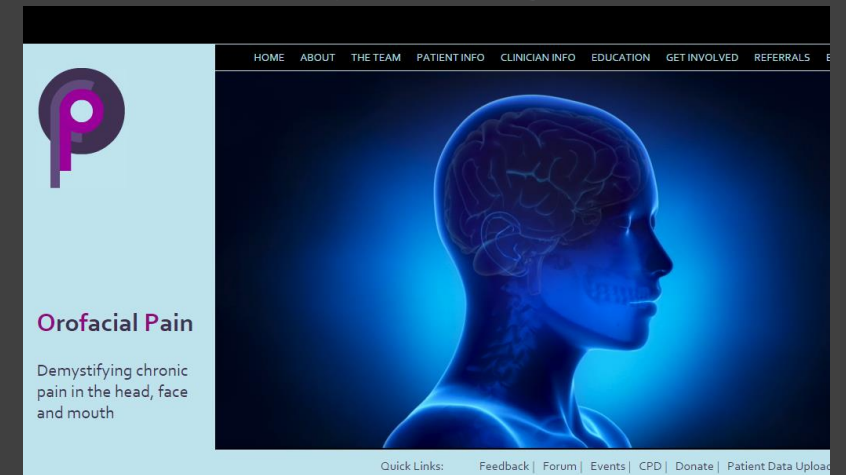 HOME ABOUT THE TEAM PATIENT INFO CLINICIAN INFO EDUCATION GET INVOLVED REFERRALS
Orofacial Pain
Demystifying chronic
pain in the head, face
and mouth
Quick Links: Feedback | Forum | Events | CPD | Donate | Patient Data